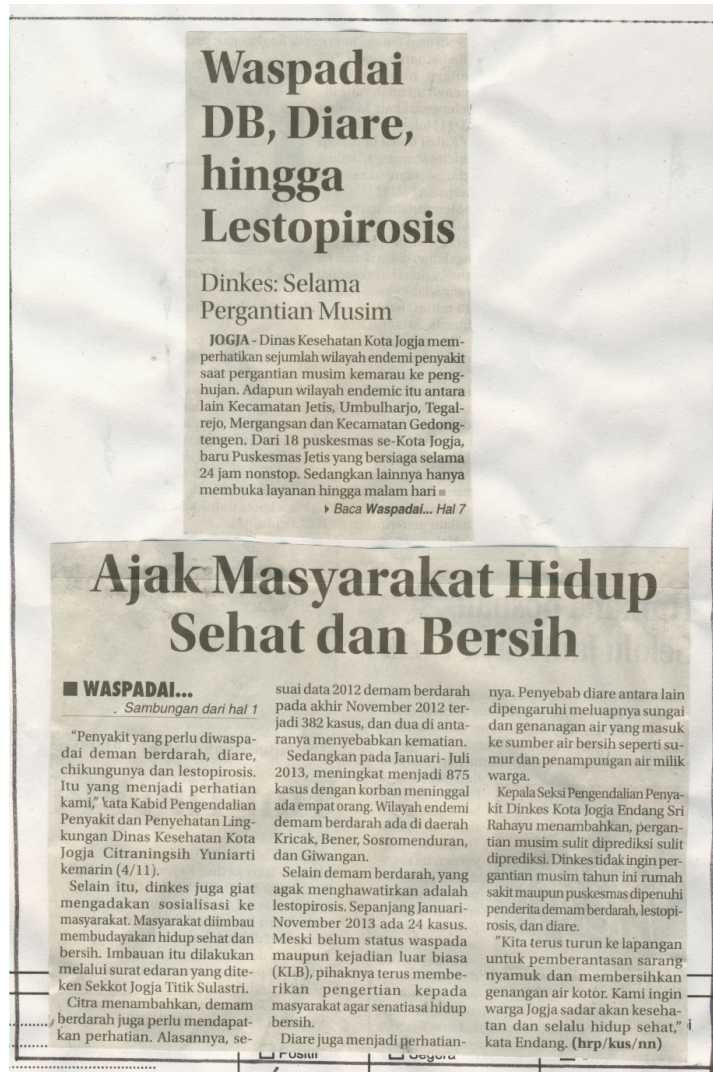 Waspadai
DB, Diare,
hingga
Lestopirosis
Dinkes: Selama
Pergantian Musim
JOGJA - Dinas Kesehatan Kota Jogja mem-
perhatikan sejumlah wilayah endemi penyakit
saat pergantian musim kemarau ke peng-
hujan. Adapun wilayah endemic itu antara
lain Kecamatan Jetis, Umbulharjo, Tegal-
rejo, Mergangsan dan Kecamatan Gedong-
tengen. Dari 18 puskesmas se-Kota Jogja,
baru Puskesmas Jetis yang bersiaga selama
24 jam nonstop. Sedangkan lainnya hanya
membuka layanan hingga malam hari ■
▸ Baca Waspadai... Hal 7
Ajak Masyarakat Hidup
Sehat dan Bersih
■ WASPADAI...
Sambungan dari hal 1
"Penyakit yang perlu diwaspa-
dai deman berdarah, diare,
chikungunya dan lestopirosis.
Itu yang menjadi perhatian
kami," kata Kabid Pengendalian
Penyakit dan Penyehatan Ling-
kungan Dinas Kesehatan Kota
Jogja Citraningsih Yuniarti
kemarin (4/11).
Selain itu, dinkes juga giat
mengadakan sosialisasi ke
masyarakat. Masyarakat diimbau
membudayakan hidup sehat dan
bersih. Imbauan itu dilakukan
melalui surat edaran yang dite-
ken Sekkot Jogja Titik Sulastri.
Citra menambahkan, demam
berdarah juga perlu mendapat-
kan perhatian. Alasannya, se-
suai data 2012 demam berdarah
pada akhir November 2012 ter-
jadi 382 kasus, dan dua di anta-
ranya menyebabkan kematian.
Sedangkan pada Januari- Juli
2013, meningkat menjadi 875
kasus dengan korban meninggal
ada empat orang. Wilayah endemi
demam berdarah ada di daerah
Kricak, Bener, Sosromenduran,
dan Giwangan.
Selain demam berdarah, yang
agak menghawatirkan adalah
lestopirosis. Sepanjang Januari-
November 2013 ada 24 kasus.
Meski belum status waspada
maupun kejadian luar biasa
(KLB), pihaknya terus membe-
rikan pengertian kepada
masyarakat agar senatiasa hidup
bersih.
Diare juga menjadi perhatian-
nya. Penyebab diare antara lain
dipengaruhi meluapnya sungai
dan genanagan air yang masuk
ke sumber air bersih seperti su-
mur dan penampungan air milik
warga.
Kepala Seksi Pengendalian Penya-
kit Dinkes Kota Jogja Endang Sri
Rahayu menambahkan, pergan-
tian musim sulit diprediksi sulit
diprediksi. Dinkes tidak ingin per-
gantian musim tahun ini rumah
sakit maupun puskesmas dipenuhi
penderita demam berdarah, lestopi-
rosis, dan diare.
"Kita terus turun ke lapangan
untuk pemberantasan sarang
nyamuk dan membersihkan
genangan air kotor. Kami ingin
warga Jogja sadar akan keseha-
tan dan selalu hidup sehat,"
kata Endang. (hrp/kus/nn)
Positif
Segera